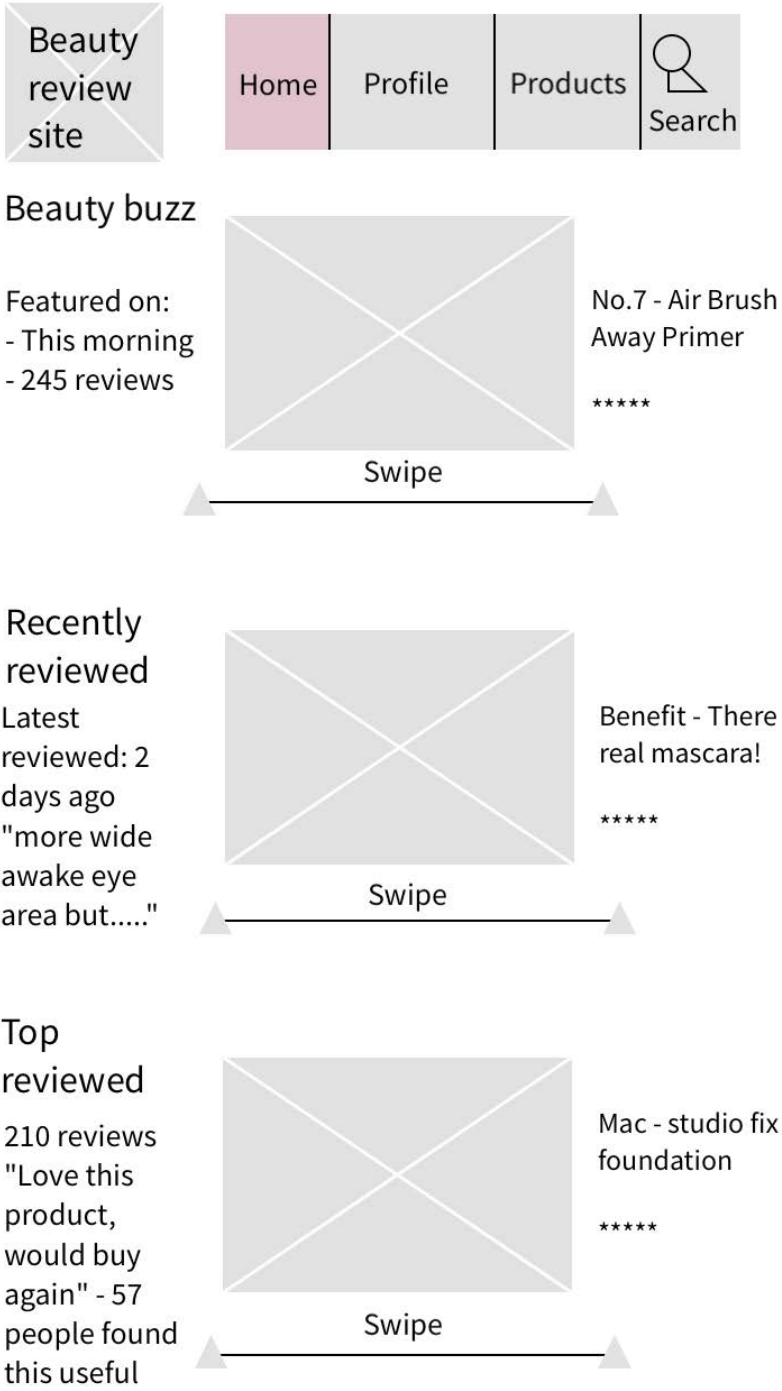 Beauty
review
site
Home
Profile
Products
Search
Beauty buzz
Featured on:
- This morning
- 245 reviews
No.7 - Air Brush
Away Primer
*****
Swipe
Recently
reviewed
Latest
reviewed: 2
days ago
"more wide
awake eye
area but....."
Benefit - There
real mascara!
*****
Swipe
Top
reviewed
210 reviews
"Love this
product,
would buy
again" - 57
people found
this useful
Mac - studio fix
foundation
*****
Swipe